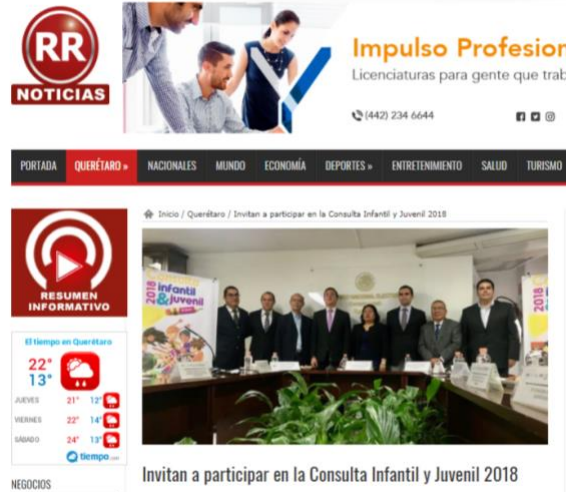 RR
NOTICIAS
Impulso Profesion
Licenciaturas para gente que trab
(442) 234 6644
PORTADA QUERÉTARO » NACIONALES MUNDO ECONOMÍA DEPORTES » ENTRETENIMIENTO SALUD TURISMO
Inicio / Querétaro / Invitan a participar en la Consulta Infantil y Juvenil 2018
RESUMEN
INFORMATIVO
El tiempo en Querétaro
22°
13°
JUEVES 21° 12°
VIERNES 22° 14°
SÁBADO 24° 13°
tiempo.com
NEGOCIOS
Consulta
infantil
&juvenil
2018
2018
Invitan a participar en la Consulta Infantil y Juvenil 2018